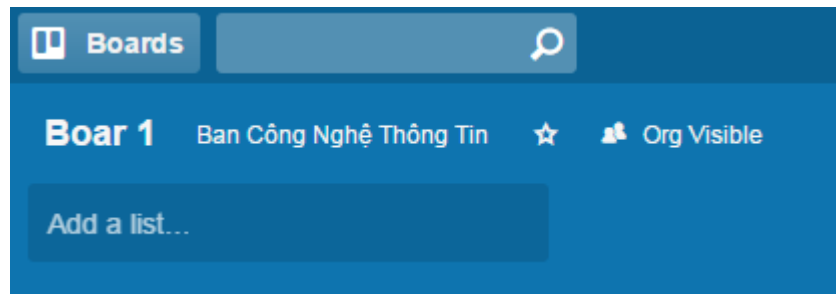 Boards
Boar 1 Ban Công Nghệ Thông Tin Org Visible
Add a list...